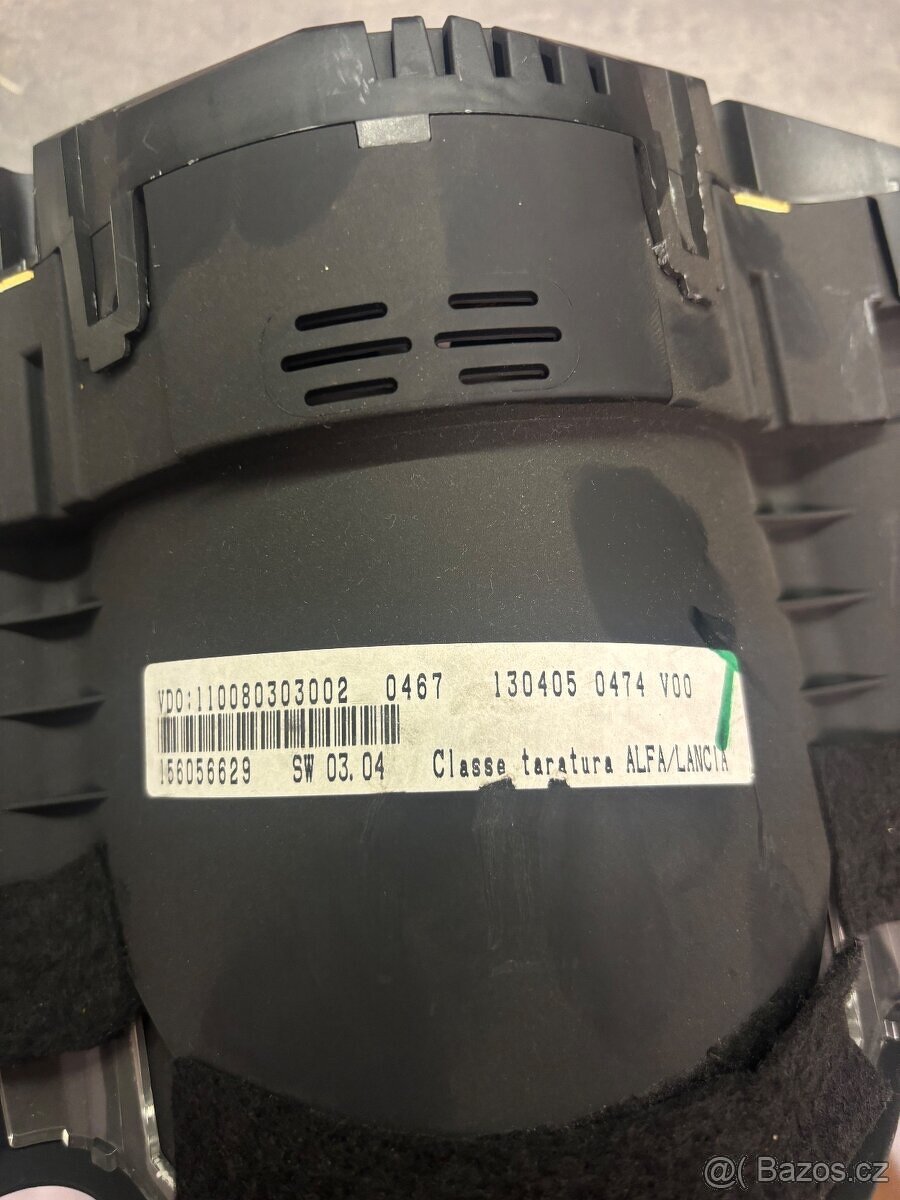 VDO:110080303002 0467 130405 0474 V00
156056629 SW 03.04 Classe taratura ALFA/LANCIA
@( Bazos.cz